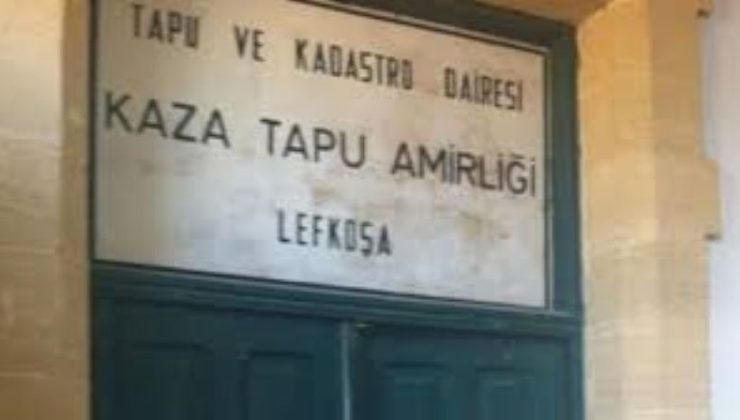 TAPU VE KADASTRO DAİRESİ
KAZA TAPU AMİRLİĞİ
LEFKOŞA